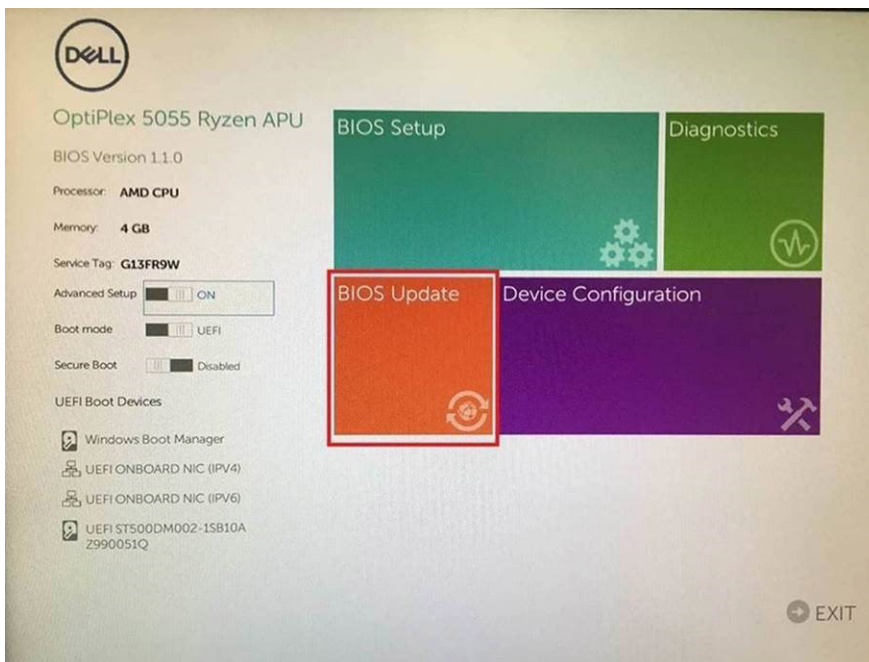 DELL
OptiPlex 5055 Ryzen APU
BIOS Version 1.1.0
Processor: AMD CPU
Memory: 4 GB
Service Tag: G13FR9W
Advanced Setup ON
Boot mode UEFI
Secure Boot Disabled
UEFI Boot Devices
Windows Boot Manager
UEFI ONBOARD NIC (IPV4)
UEFI ONBOARD NIC (IPV6)
UEFI ST500DM002-1SB10A
Z990051Q
BIOS Setup
Diagnostics
BIOS Update
Device Configuration
EXIT